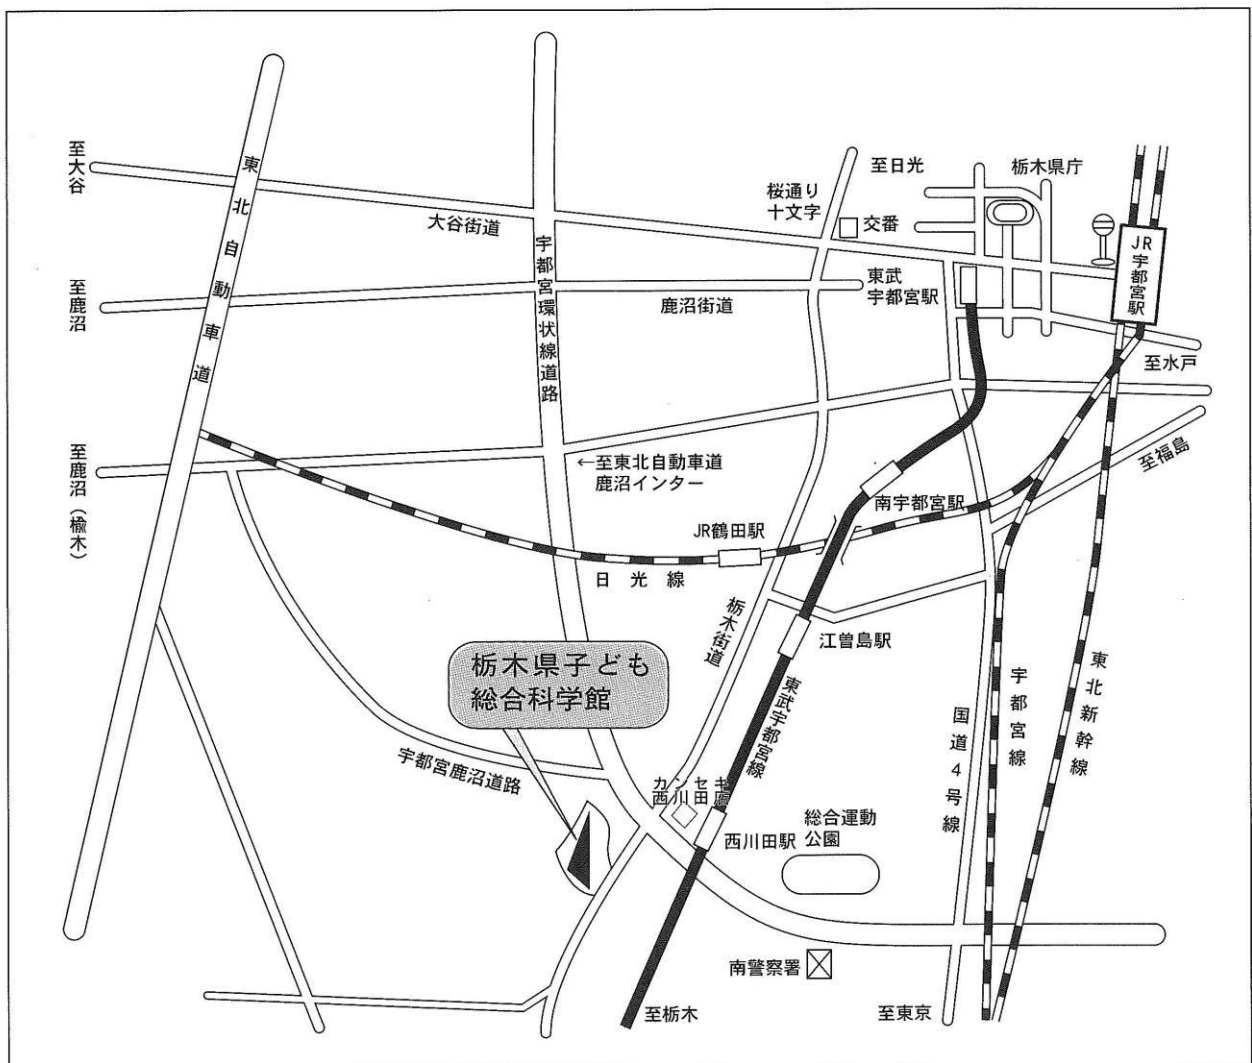 至大谷
東北自動車道
大谷街道
宇都宮環状線道路
桜通り
十文字
至日光
交番
栃木県庁
JR
宇都宮駅
至鹿沼
鹿沼街道
東武
宇都宮駅
至水戸
至鹿沼（楡木）
←至東北自動車道
鹿沼インター
南宇都宮駅
至福島
JR鶴田駅
日光線
栃木街道
江曽島駅
栃木県子ども
総合科学館
東武宇都宮線
国道4号線
宇都宮線
東北新幹線
宇都宮鹿沼道路
カンセキ
西川田店
西川田駅
総合運動
公園
南警察署
至栃木
至東京